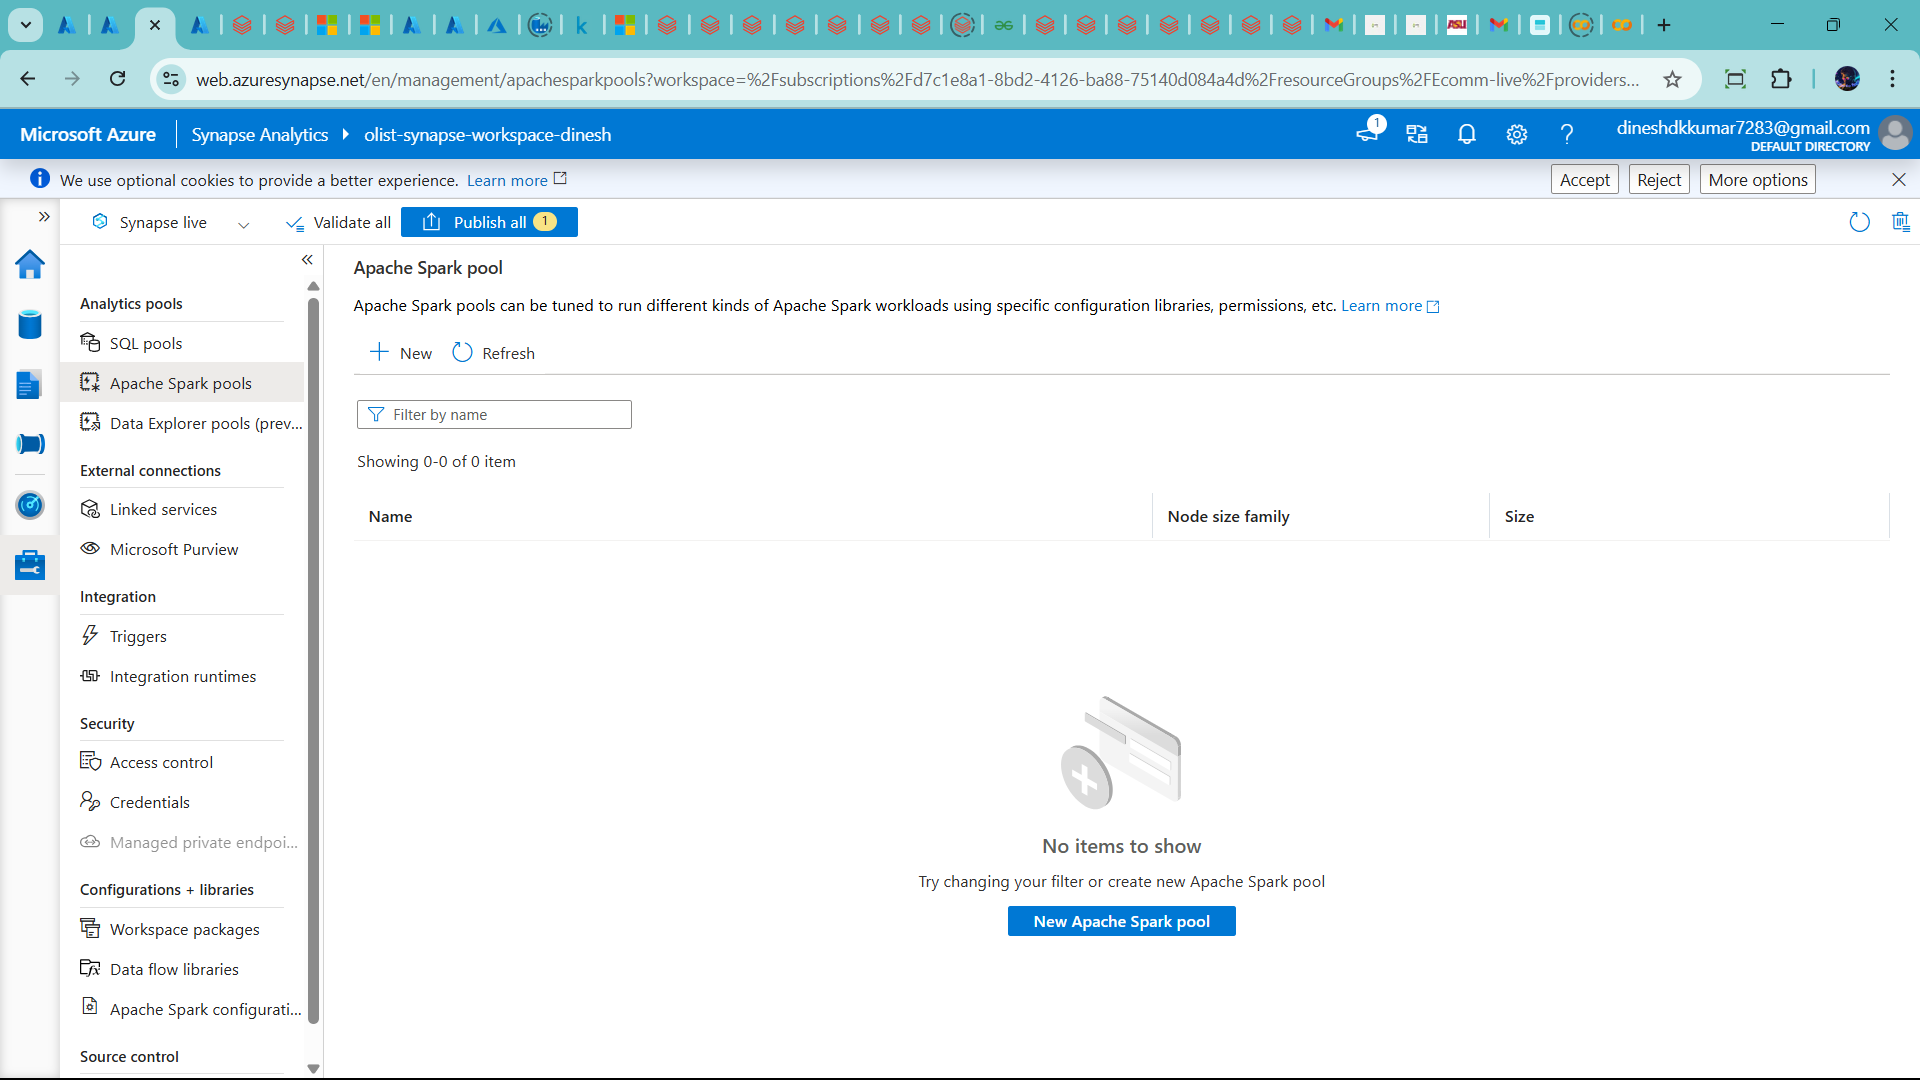 web.azuresynapse.net/en/management/apachesparkpools?workspace=%2Fsubscriptions%2Fd7c1e8a1-8bd2-4126-ba88-75140d084a4d%2FresourceGroups%2FEcomm-live%2Fproviders...
Microsoft Azure
Synapse Analytics
olist-synapse-workspace-dinesh
1
dineshdkkumar7283@gmail.com
DEFAULT DIRECTORY
We use optional cookies to provide a better experience. Learn more
Accept
Reject
More options
Synapse live
Validate all
Publish all 1
Analytics pools
SQL pools
Apache Spark pools
Data Explorer pools (prev...
External connections
Linked services
Microsoft Purview
Integration
Triggers
Integration runtimes
Security
Access control
Credentials
Managed private endpoi...
Configurations + libraries
Workspace packages
Data flow libraries
Apache Spark configurati...
Source control
Apache Spark pool
Apache Spark pools can be tuned to run different kinds of Apache Spark workloads using specific configuration libraries, permissions, etc. Learn more
New
Refresh
Filter by name
Showing 0-0 of 0 item
Name
Node size family
Size
No items to show
Try changing your filter or create new Apache Spark pool
New Apache Spark pool